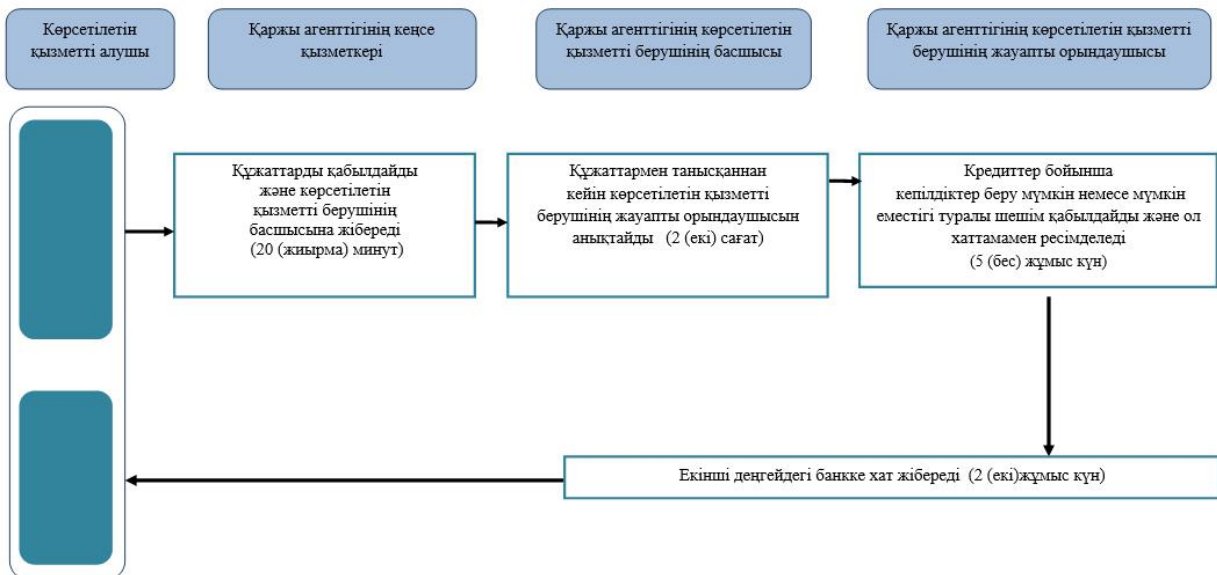 Көрсетілетін
қызметті алушы
Қаржы агенттігінің кеңсе
қызметкері
Қаржы агенттігінің көрсетілетін
қызметті берушінің басшысы
Қаржы агенттігінің көрсетілетін қызметті
берушінің жауапты орындаушысы
Құжаттарды қабылдайды
және көрсетілетін
қызметті берушінің
басшысына жібереді
(20 (жиырма) минут)
Құжаттармен танысқаннан
кейін көрсетілетін қызметті
берушінің жауапты орындаушысын
анықтайды (2 (екі) сағат)
Кредиттер бойынша
кепілдіктер беру мүмкін немесе мүмкін
еместігі туралы шешім қабылдайды және ол
хаттамамен ресімделеді
(5 (бес) жұмыс күн)
Екінші деңгейдегі банкке хат жібереді (2 (екі)жұмыс күн)